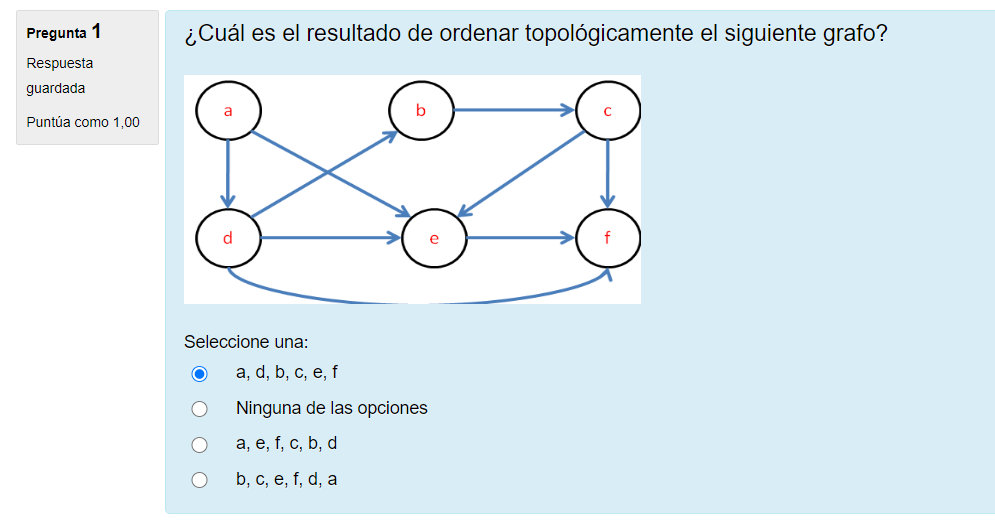 Pregunta 1
Respuesta
guardada
Puntúa como 1,00
¿Cuál es el resultado de ordenar topológicamente el siguiente grafo?
a
b
c
d
e
f
Seleccione una:
a, d, b, c, e, f
Ninguna de las opciones
a, e, f, c, b, d
b, c, e, f, d, a